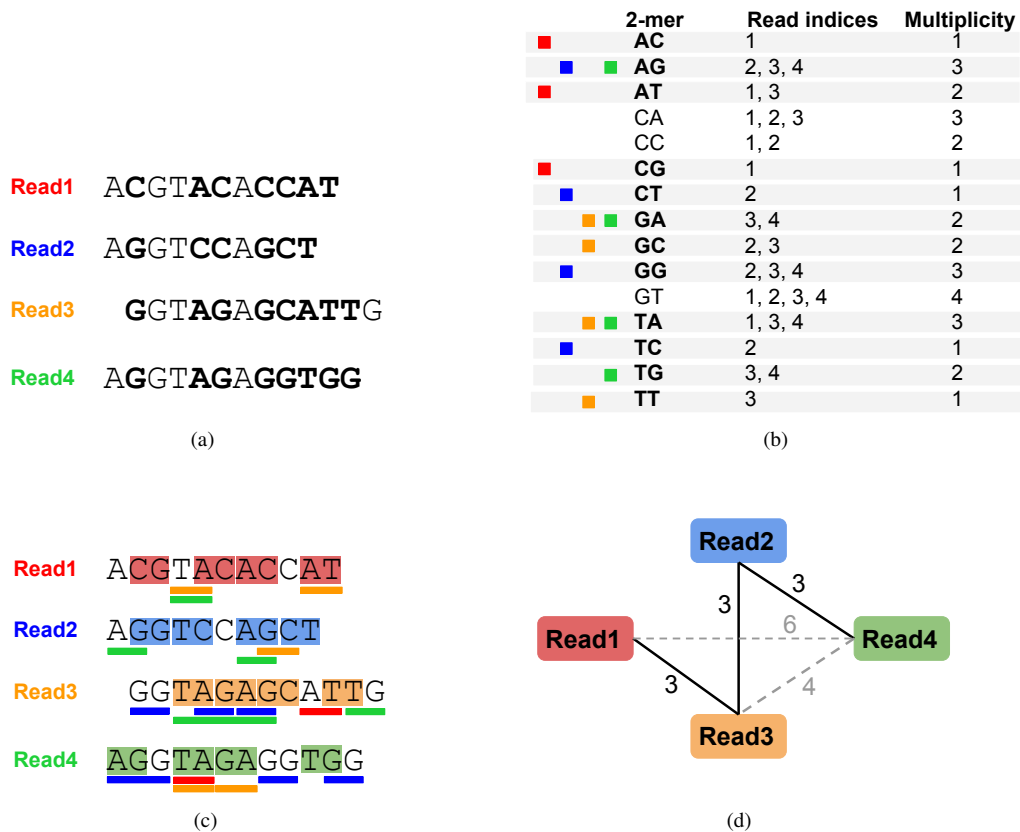 Read1 ACGTACACCAT
Read2 AGGTCCAGCT
Read3 GGTAGAGCATTG
Read4 AGGTAGAGGTGG
(a)
2-mer Read indices Multiplicity
AC 1 1
AG 2, 3, 4 3
AT 1, 3 2
CA 1, 2, 3 3
CC 1, 2 2
CG 1 1
CT 2 1
GA 3, 4 2
GC 2, 3 2
GG 2, 3, 4 3
GT 1, 2, 3, 4 4
TA 1, 3, 4 3
TC 2 1
TG 3, 4 2
TT 3 1
(b)
Read1 ACGTACACCAT
Read2 AGGTCCAGCT
Read3 GGTAGAGCATTG
Read4 AGGTAGAGGTGG
(c)
Read2
3
3
6
Read1
Read4
3
4
Read3
(d)